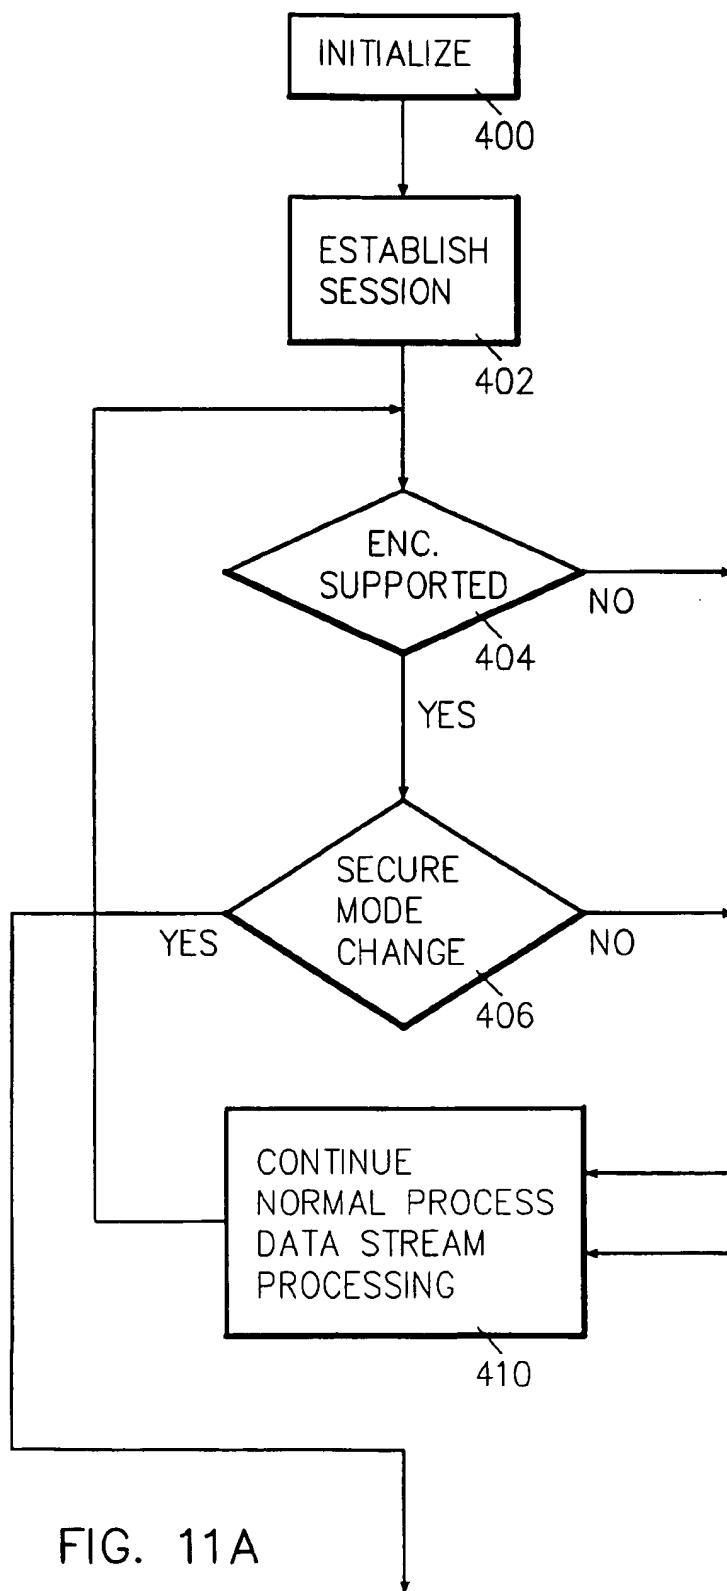 INITIALIZE
400
ESTABLISH
SESSION
402
ENC.
SUPPORTED
NO
404
YES
SECURE
MODE
CHANGE
YES
NO
406
CONTINUE
NORMAL PROCESS
DATA STREAM
PROCESSING
410
FIG. 11A